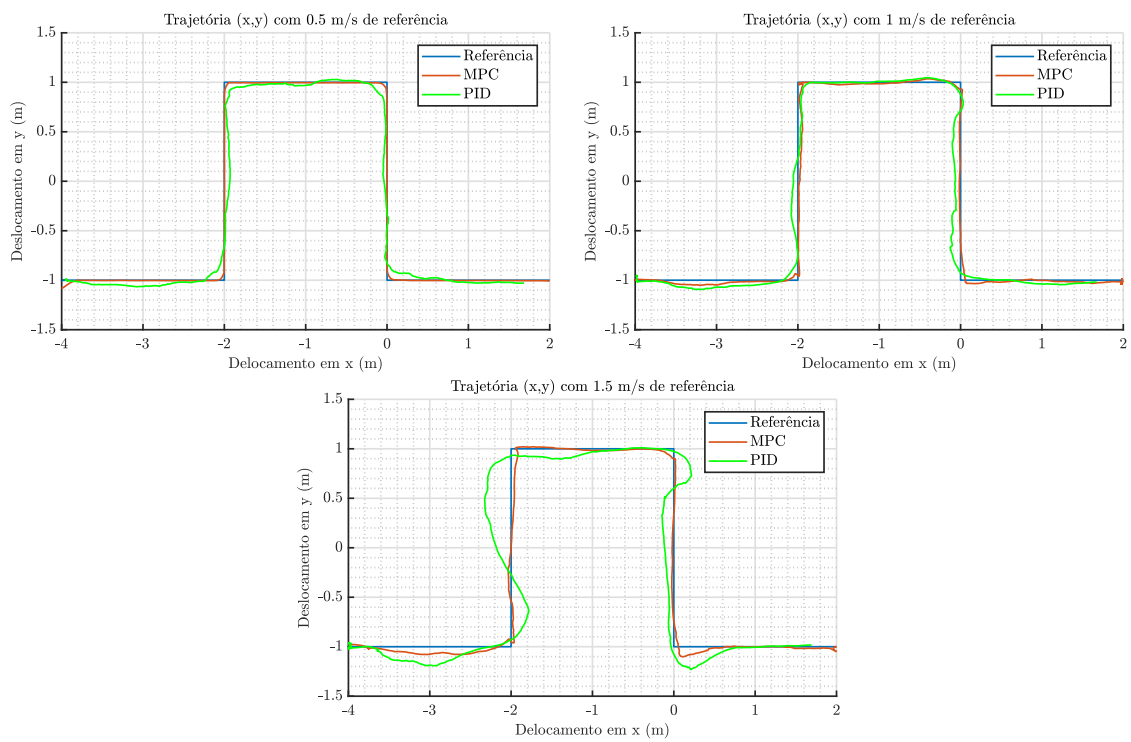 Trajetória (x,y) com 0.5 m/s de referência
1.5
1
0.5
0
-0.5
-1
-1.5
Deslocamento em y (m)
Referência
MPC
PID
-4 -3 -2 -1 0 1 2
Delocamento em x (m)
Trajetória (x,y) com 1 m/s de referência
1.5
1
0.5
0
-0.5
-1
-1.5
Deslocamento em y (m)
Referência
MPC
PID
-4 -3 -2 -1 0 1 2
Delocamento em x (m)
Trajetória (x,y) com 1.5 m/s de referência
1.5
1
0.5
0
-0.5
-1
-1.5
Deslocamento em y (m)
Referência
MPC
PID
-4 -3 -2 -1 0 1 2
Delocamento em x (m)